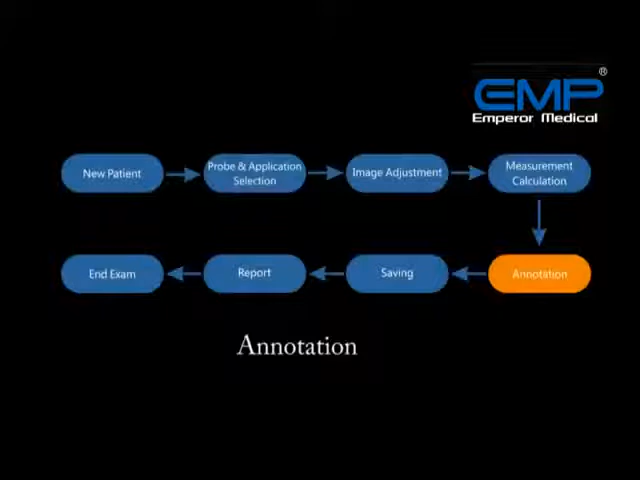 EMP®
Emperor Medical
New Patient
Probe & Application
Selection
Image Adjustment
Measurement
Calculation
End Exam
Report
Saving
Annotation
Annotation